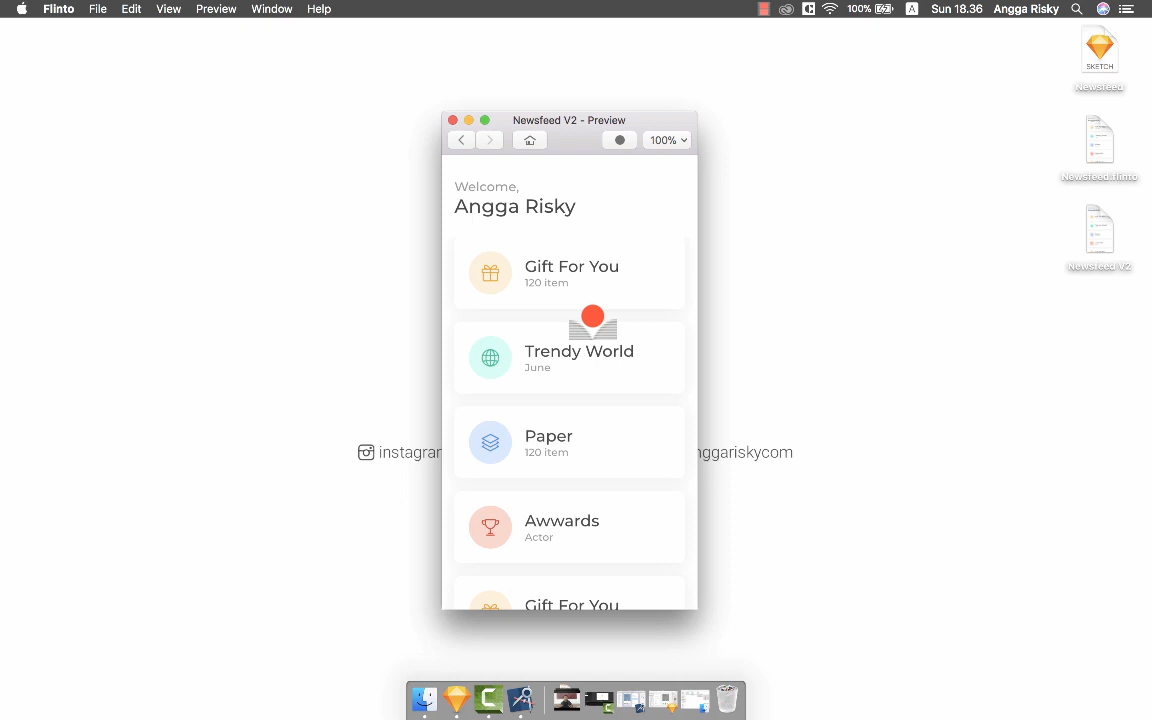 Flinto File Edit View Preview Window Help 100% A Sun 18.36 Angga Risky
SKETCH
Newsfeed
Newsfeed.flinto
Newsfeed V2
Newsfeed V2 - Preview
100%
Welcome,
Angga Risky
Gift For You
120 item
Trendy World
June
Paper
120 item
instagra
nggariskycom
Awwards
Actor
Gift For You